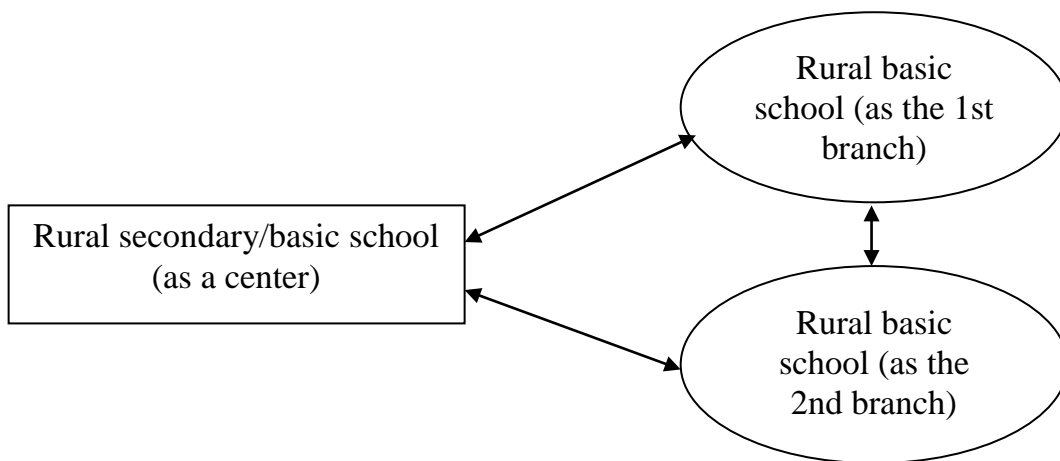 Rural basic
school (as the 1st
branch)
Rural secondary/basic school
(as a center)
Rural basic
school (as the
2nd branch)